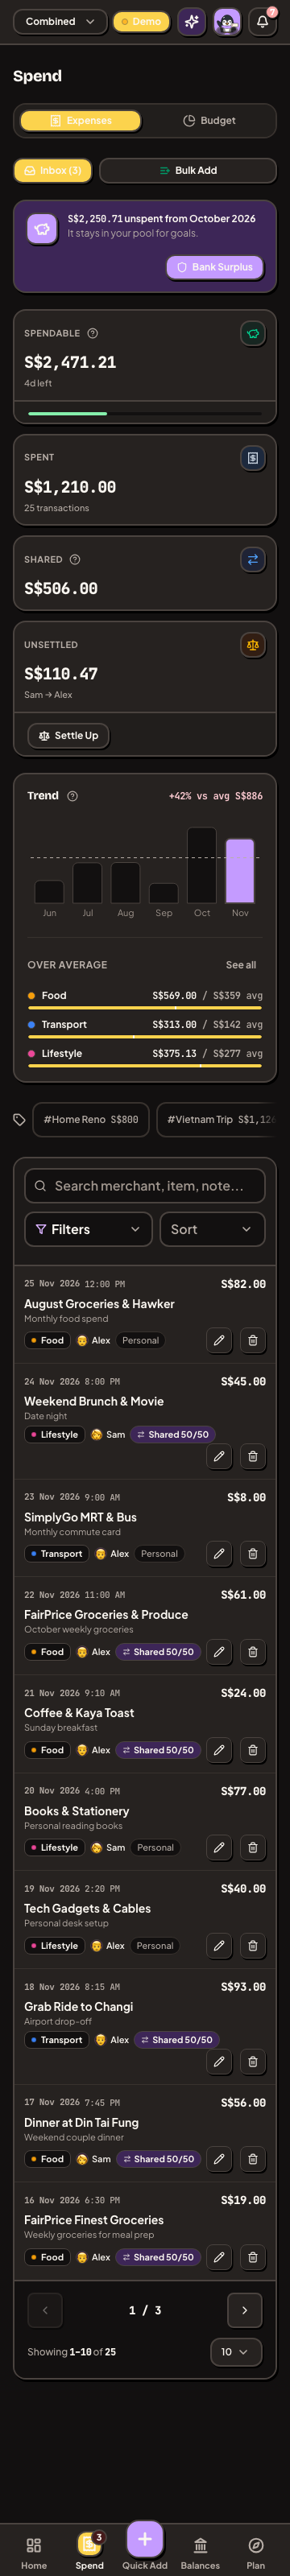 Combined
Demo
7
Spend
Expenses
Budget
Inbox (3)
Bulk Add
S$2,250.71 unspent from October 2026
It stays in your pool for goals.
Bank Surplus
SPENDABLE
S$2,471.21
4d left
SPENT
S$1,210.00
25 transactions
SHARED
S$506.00
UNSETTLED
S$110.47
Sam → Alex
Settle Up
Trend
+42% vs avg S$886
Jun Jul Aug Sep Oct Nov
OVER AVERAGE
See all
Food S$569.00 / S$359 avg
Transport S$313.00 / S$142 avg
Lifestyle S$375.13 / S$277 avg
#Home Reno S$800
#Vietnam Trip
Search merchant, item, note...
Filters
Sort
25 Nov 2026 12:00 PM S$82.00
August Groceries & Hawker
Monthly food spend
Food Alex Personal
24 Nov 2026 8:00 PM S$45.00
Weekend Brunch & Movie
Date night
Lifestyle Sam Shared 50/50
23 Nov 2026 9:00 AM S$8.00
SimplyGo MRT & Bus
Monthly commute card
Transport Alex Personal
22 Nov 2026 11:00 AM S$61.00
FairPrice Groceries & Produce
October weekly groceries
Food Alex Shared 50/50
21 Nov 2026 9:10 AM S$24.00
Coffee & Kaya Toast
Sunday breakfast
Food Alex Shared 50/50
20 Nov 2026 4:00 PM S$77.00
Books & Stationery
Personal reading books
Lifestyle Sam Personal
19 Nov 2026 2:20 PM S$40.00
Tech Gadgets & Cables
Personal desk setup
Lifestyle Alex Personal
18 Nov 2026 8:15 AM S$93.00
Grab Ride to Changi
Airport drop-off
Transport Alex Shared 50/50
17 Nov 2026 7:45 PM S$56.00
Dinner at Din Tai Fung
Weekend couple dinner
Food Sam Shared 50/50
16 Nov 2026 6:30 PM S$19.00
FairPrice Finest Groceries
Weekly groceries for meal prep
Food Alex Shared 50/50
1 / 3
Showing 1–10 of 25
10
3
Home Spend Quick Add Balances Plan